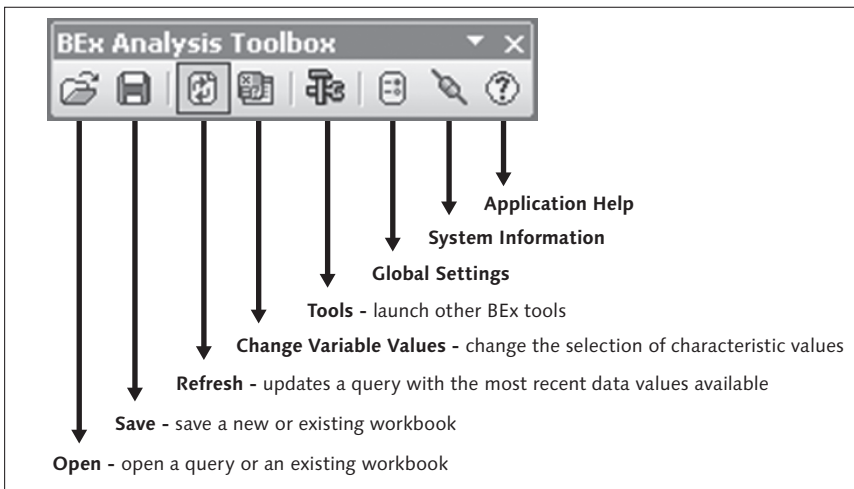 BEx Analysis Toolbox
Application Help
System Information
Global Settings
Tools - launch other BEx tools
Change Variable Values - change the selection of characteristic values
Refresh - updates a query with the most recent data values available
Save - save a new or existing workbook
Open - open a query or an existing workbook